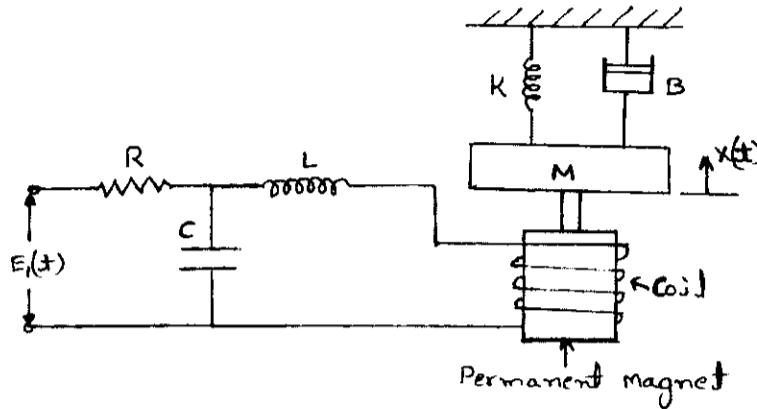 K
B
X(t)
R
L
M
C
E₁(t)
Coil
Permanent magnet